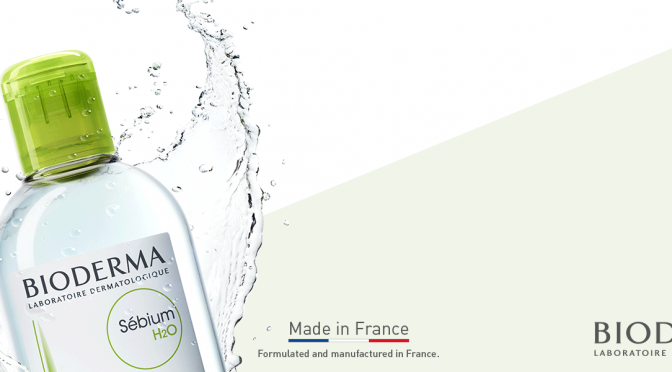 BIODERMA
LABORATOIRE DERMATOLOGIQUE
Sébium
H2O
Made in France
Formulated and manufactured in France.
BIOD
LABORATOIRE